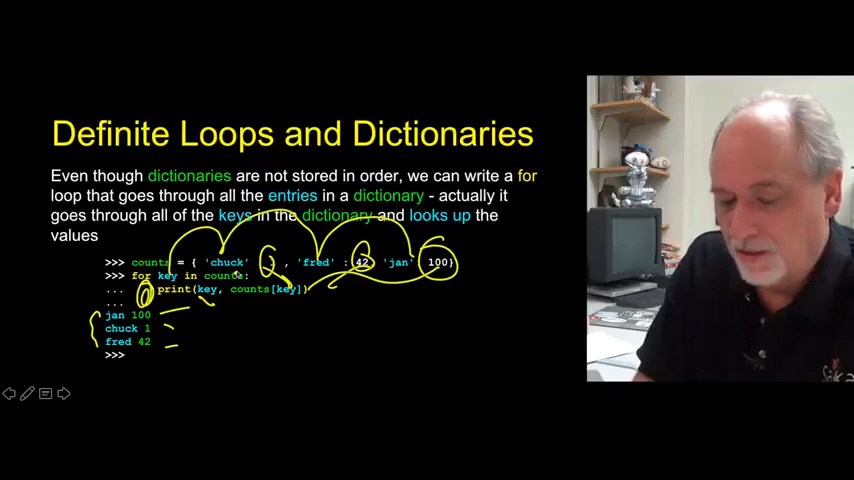 Definite Loops and Dictionaries
Even though dictionaries are not stored in order, we can write a for
loop that goes through all the entries in a dictionary - actually it
goes through all of the keys in the dictionary and looks up the
values
>>> counts = { 'chuck' : 1 , 'fred' : 42, 'jan' : 100}
>>> for key in counts:
... print(key, counts[key])
...
jan 100
chuck 1
fred 42
>>>